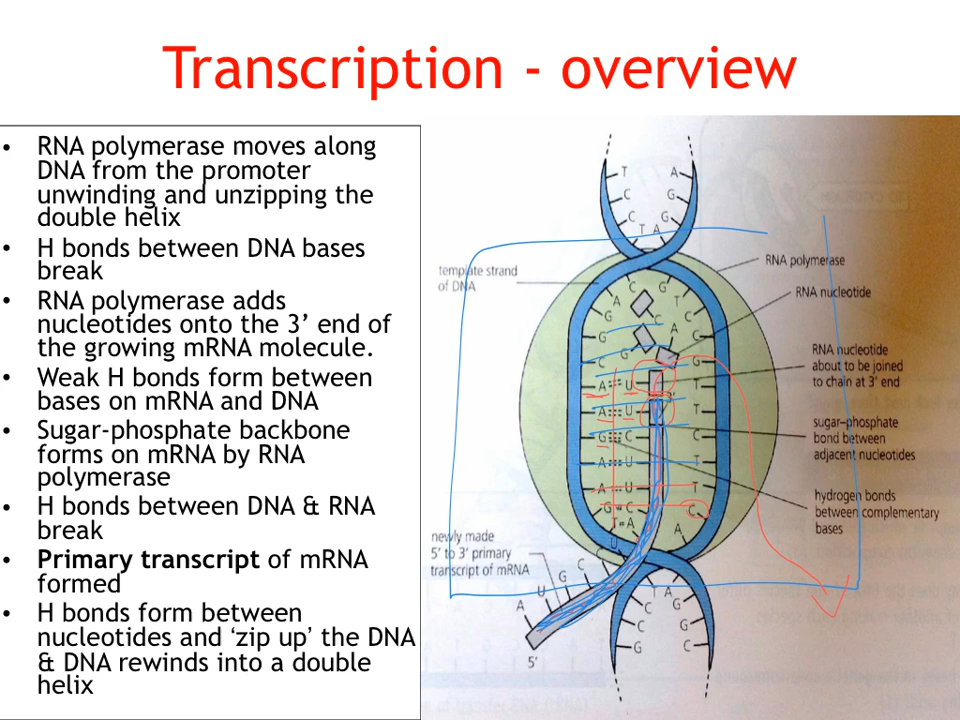 Transcription - overview
• RNA polymerase moves along
DNA from the promoter
unwinding and unzipping the
double helix
• H bonds between DNA bases
break
• RNA polymerase adds
nucleotides onto the 3’ end of
the growing mRNA molecule.
• Weak H bonds form between
bases on mRNA and DNA
• Sugar-phosphate backbone
forms on mRNA by RNA
polymerase
• H bonds between DNA & RNA
break
• Primary transcript of mRNA
formed
• H bonds form between
nucleotides and ‘zip up’ the DNA
& DNA rewinds into a double
helix
T A
C G
C G
T A
template strand
of DNA
RNA polymerase
RNA nucleotide
RNA nucleotide
about to be joined
to chain at 3' end
sugar–phosphate
bond between
adjacent nucleotides
hydrogen bonds
between complementary
bases
newly made
5' to 3' primary
transcript of mRNA
C G
A T
G C C
A
G C
C G G
A U T
3'
A U T
G C C
A U T
A U T
G C C
T A A
U
C
G
U
A
5'
T A
C G
C G
G C